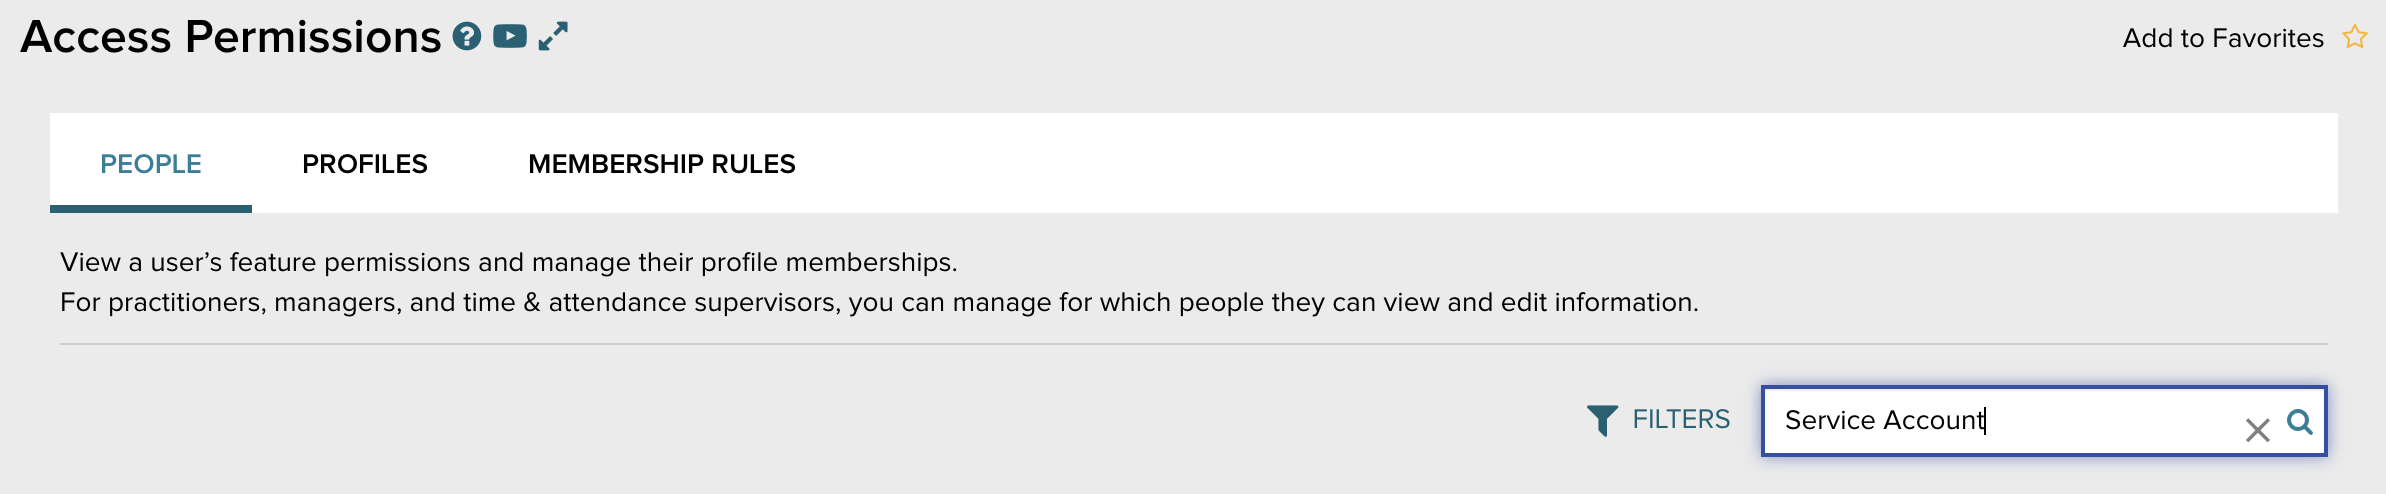 Access Permissions
Add to Favorites
PEOPLE
PROFILES
MEMBERSHIP RULES
View a user’s feature permissions and manage their profile memberships.
For practitioners, managers, and time & attendance supervisors, you can manage for which people they can view and edit information.
FILTERS
Service Account